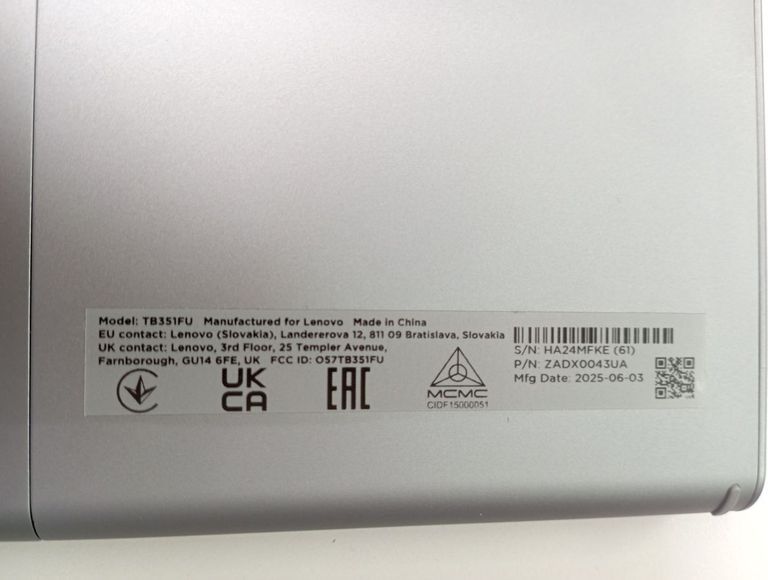 Model: TB351FU Manufactured for Lenovo Made in China
EU contact: Lenovo (Slovakia), Landererova 12, 811 09 Bratislava, Slovakia
UK contact: Lenovo, 3rd Floor, 25 Templer Avenue,
Farnborough, GU14 6FE, UK FCC ID: O57TB351FU
UK
CA
EAC
MCMC
CIDF15000051
S/N: HA24MFKE (61)
P/N: ZADX0043UA
Mfg Date: 2025-06-03